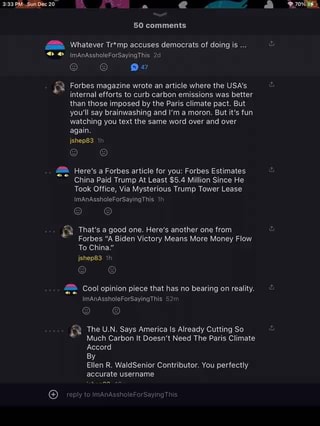 3:33 PM Sun Dec 20
70%
50 comments
Whatever Tr*mp accuses democrats of doing is ...
ImAnAssholeForSayingThis 2d
47
Forbes magazine wrote an article where the USA's
internal efforts to curb carbon emissions was better
than those imposed by the Paris climate pact. But
you'll say brainwashing and I'm a moron. But it's fun
watching you text the same word over and over
again.
jshep83 1h
Here's a Forbes article for you: Forbes Estimates
China Paid Trump At Least $5.4 Million Since He
Took Office, Via Mysterious Trump Tower Lease
ImAnAssholeForSayingThis 1h
That's a good one. Here's another one from
Forbes "A Biden Victory Means More Money Flow
To China."
jshep83 1h
Cool opinion piece that has no bearing on reality.
ImAnAssholeForSayingThis 52m
The U.N. Says America Is Already Cutting So
Much Carbon It Doesn't Need The Paris Climate
Accord
By
Ellen R. WaldSenior Contributor. You perfectly
accurate username
reply to ImAnAssholeForSayingThis